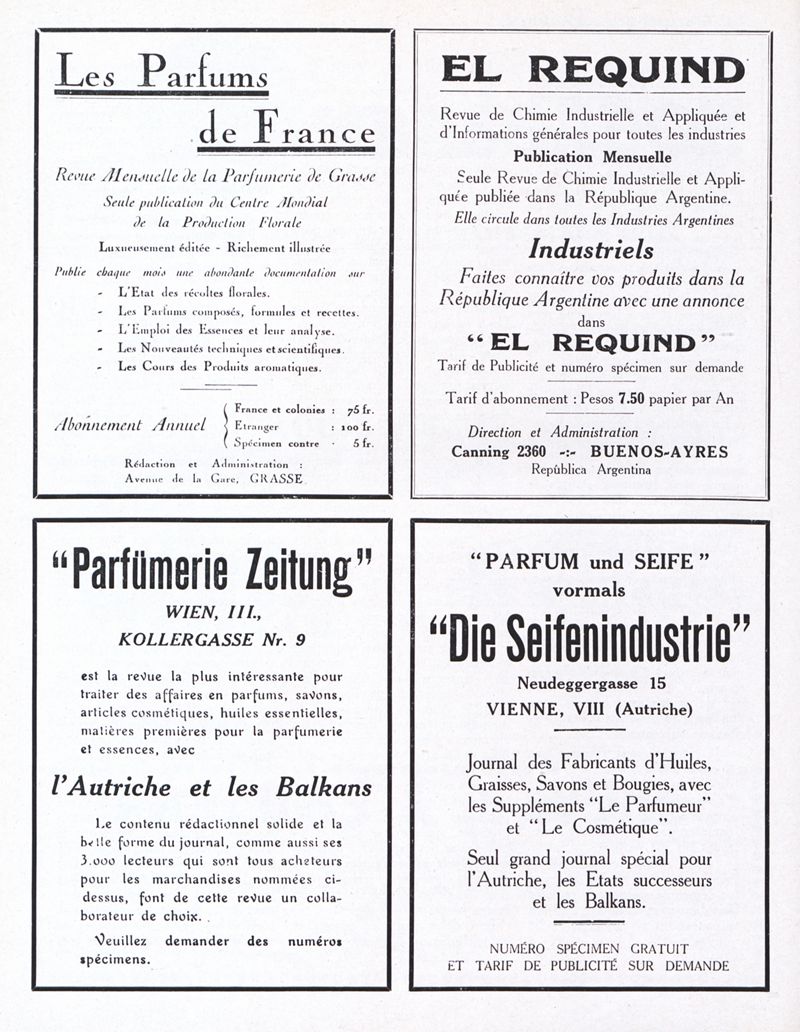 Les Parfums
de France
Revue Mensuelle de la Parfumerie de Grasse
Seule publication du Centre Mondial
de la Production Florale
Luxueusement éditée - Richement illustrée
Publie chaque mois une abondante documentation sur
- L'Etat des récoltes florales.
- Les Parfums composés, formules et recettes.
- L'Emploi des Essences et leur analyse.
- Les Nouveautés techniques et scientifiques.
- Les Cours des Produits aromatiques.
Abonnement Annuel
France et colonies : 75 fr.
Etranger : 100 fr.
Spécimen contre · 5 fr.
Rédaction et Administration :
Avenue de la Gare, GRASSE
EL REQUIND
Revue de Chimie Industrielle et Appliquée et
d'Informations générales pour toutes les industries
Publication Mensuelle
Seule Revue de Chimie Industrielle et Appli-
quée publiée dans la République Argentine.
Elle circule dans toutes les Industries Argentines
Industriels
Faites connaître vos produits dans la
République Argentine avec une annonce
dans
"EL REQUIND"
Tarif de Publicité et numéro spécimen sur demande
Tarif d'abonnement : Pesos 7.50 papier par An
Direction et Administration :
Canning 2360 -:- BUENOS-AYRES
Repùblica Argentina
"Parfümerie Zeitung"
WIEN, III.,
KOLLERGASSE Nr. 9
est la revue la plus intéressante pour
traiter des affaires en parfums, savons,
articles cosmétiques, huiles essentielles,
matières premières pour la parfumerie
et essences, avec
l'Autriche et les Balkans
Le contenu rédactionnel solide et la
belle forme du journal, comme aussi ses
3.000 lecteurs qui sont tous acheteurs
pour les marchandises nommées ci-
dessus, font de cette revue un colla-
borateur de choix.
Veuillez demander des numéros
spécimens.
"PARFUM und SEIFE"
vormals
"Die Seifenindustrie"
Neudeggergasse 15
VIENNE, VIII (Autriche)
Journal des Fabricants d'Huiles,
Graisses, Savons et Bougies, avec
les Suppléments "Le Parfumeur"
et "Le Cosmétique".
Seul grand journal spécial pour
l'Autriche, les Etats successeurs
et les Balkans.
NUMÉRO SPÉCIMEN GRATUIT
ET TARIF DE PUBLICITÉ SUR DEMANDE